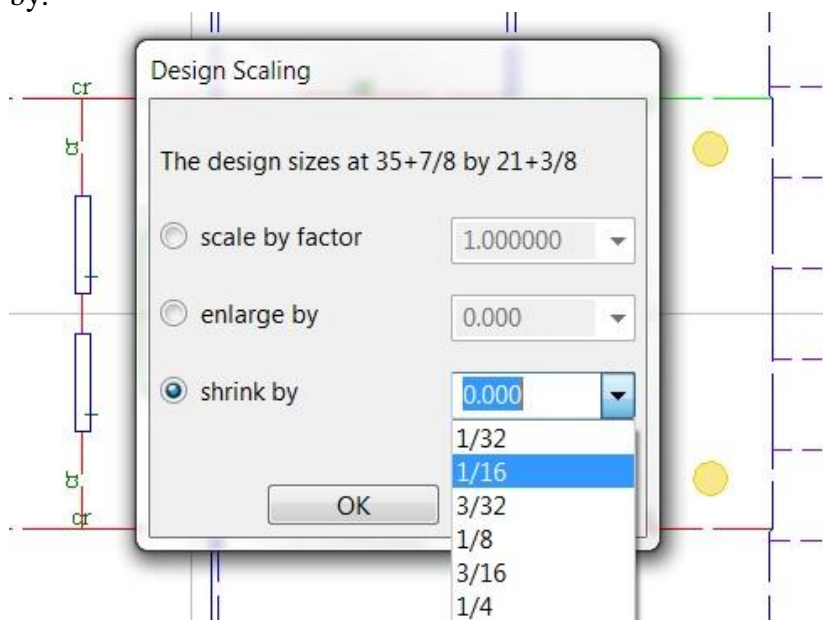 by.
Design Scaling
cr
cr
The design sizes at 35+7/8 by 21+3/8
scale by factor 1.000000
enlarge by 0.000
shrink by 0.000
1/32
1/16
cr
OK 3/32
cr
1/8
3/16
1/4